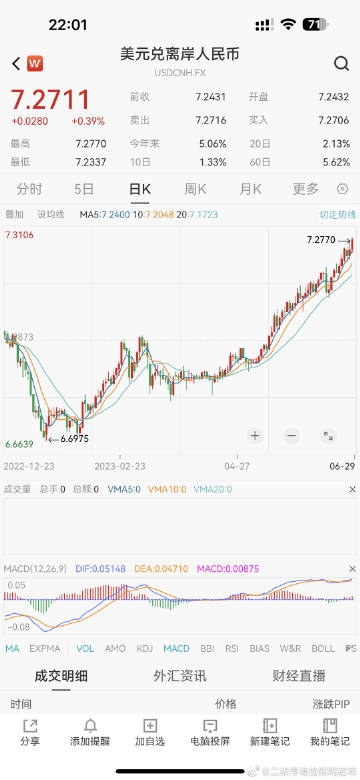 22:01
71
W
美元兑离岸人民币
USDCNH.FX
7.2711
+0.0280 +0.39%
前收 7.2431 开盘 7.2432
卖出 7.2716 买入 7.2706
最高 7.2770 今年来 5.06% 20日 2.13%
最低 7.2337 10日 1.33% 60日 5.62%
分时 5日 日K 周K 月K 更多
叠加 设均线 MA5:7.2400 10:7.2048 20:7.1723 切走势线
7.3106
7.2770
6.6975
6.6639
2022-12-23 2023-02-23 04-27 06-29
成交量 总手:0 总额:0 VMA5:0 VMA10:0 VMA20:0
MACD(12,26,9) DIF:0.05148 DEA:0.04710 MACD:0.00875
0.05
-0.08
MA EXPMA VOL AMO KDJ MACD BBI RSI BIAS W&R BOLL
成交明细 外汇资讯 财经直播
时间 价格 涨跌PIP
分享 添加提醒 加自选 电脑投屏 新建笔记 我的笔记